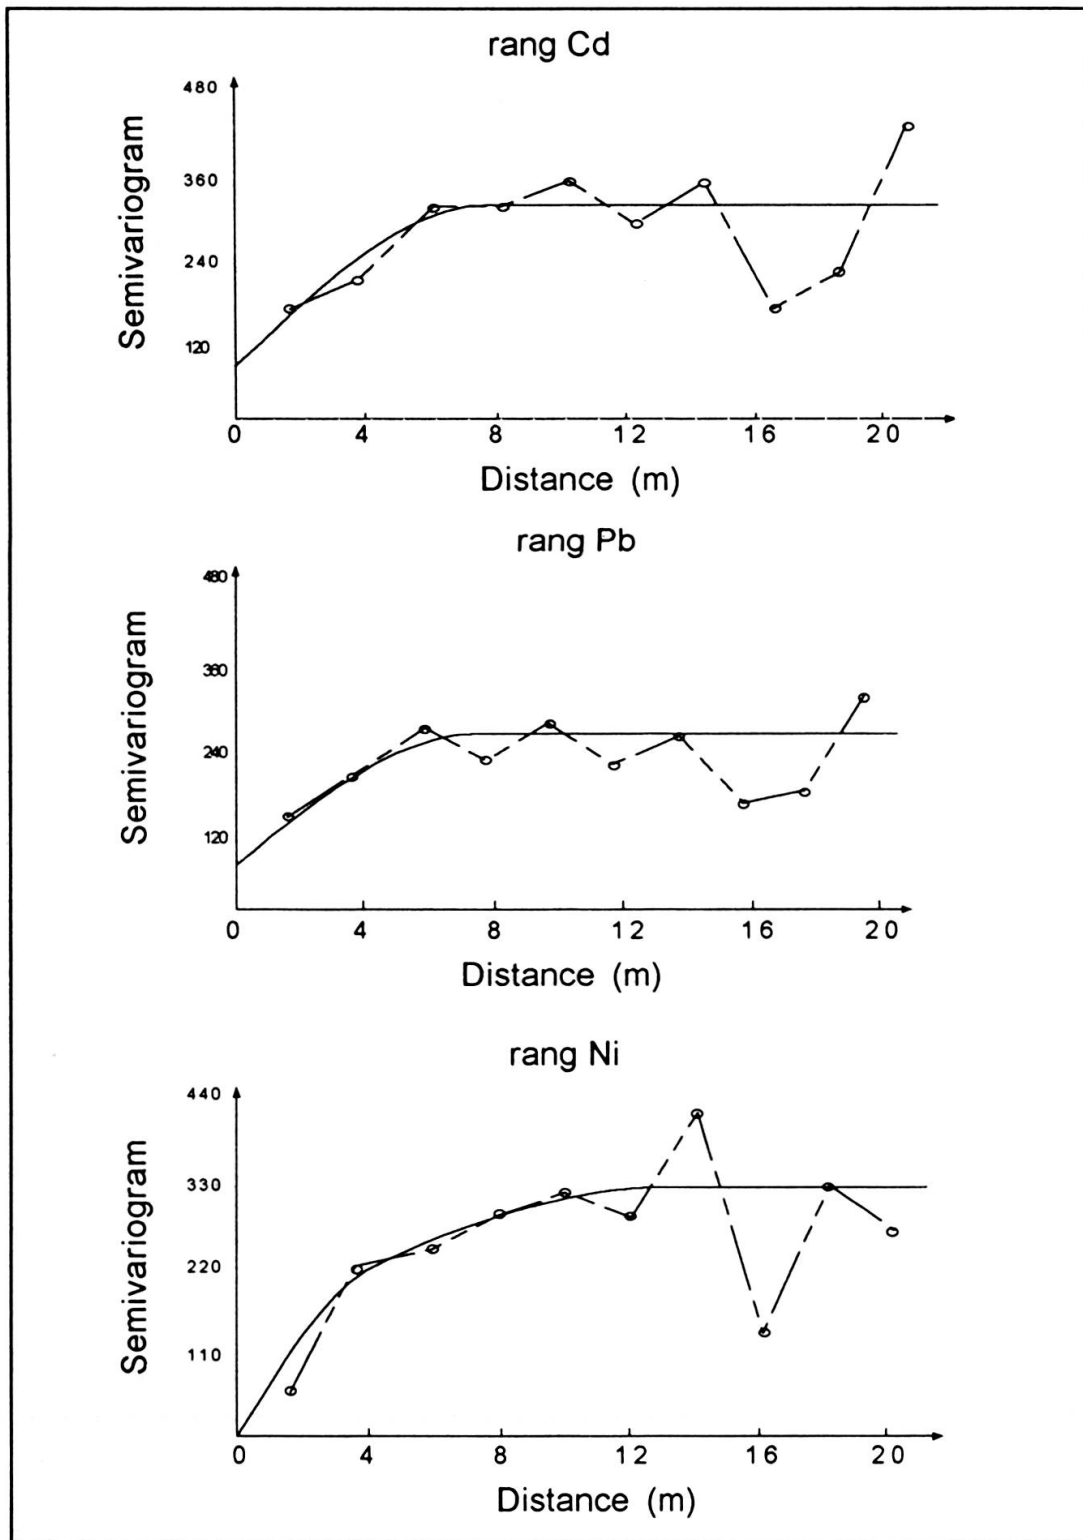 rang Cd
480
360
240
120
Semivariogram
0 4 8 12 16 20
Distance (m)
rang Pb
480
360
240
120
Semivariogram
0 4 8 12 16 20
Distance (m)
rang Ni
440
330
220
110
Semivariogram
0 4 8 12 16 20
Distance (m)